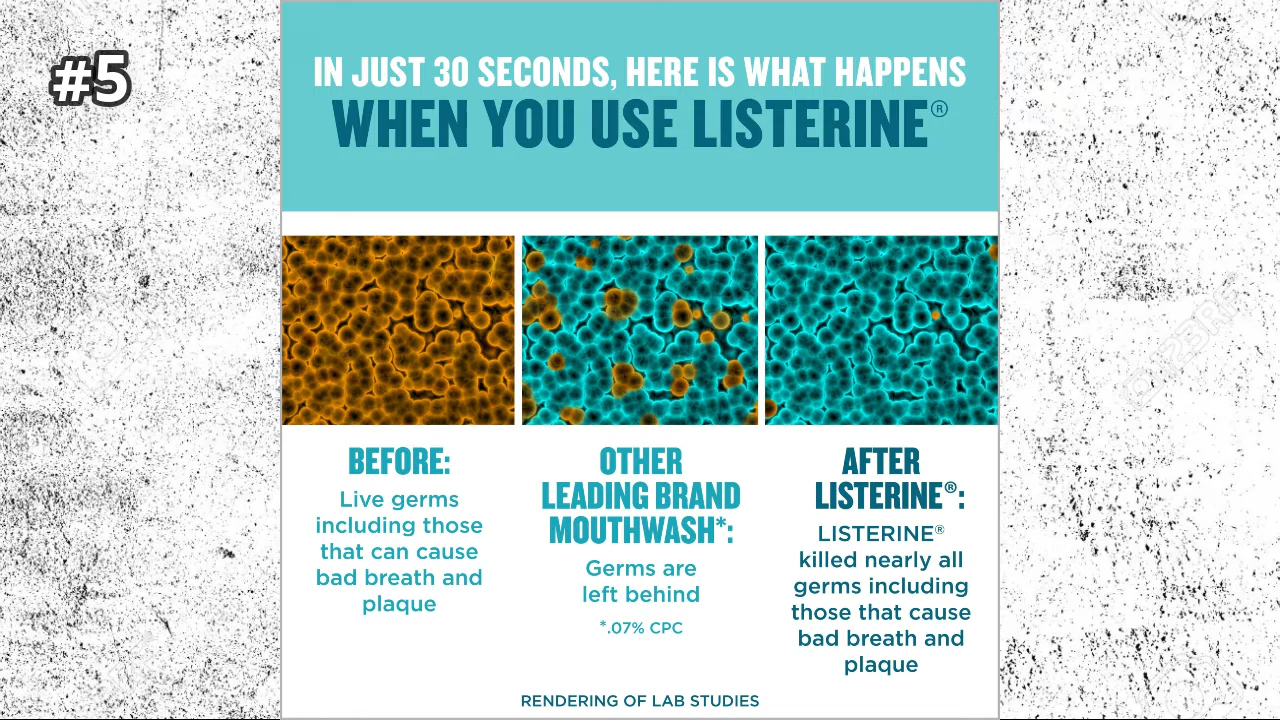 #5
IN JUST 30 SECONDS, HERE IS WHAT HAPPENS
WHEN YOU USE LISTERINE®
BEFORE:
Live germs
including those
that can cause
bad breath and
plaque
OTHER
LEADING BRAND
MOUTHWASH*:
Germs are
left behind
*.07% CPC
AFTER
LISTERINE®:
LISTERINE®
killed nearly all
germs including
those that cause
bad breath and
plaque
RENDERING OF LAB STUDIES